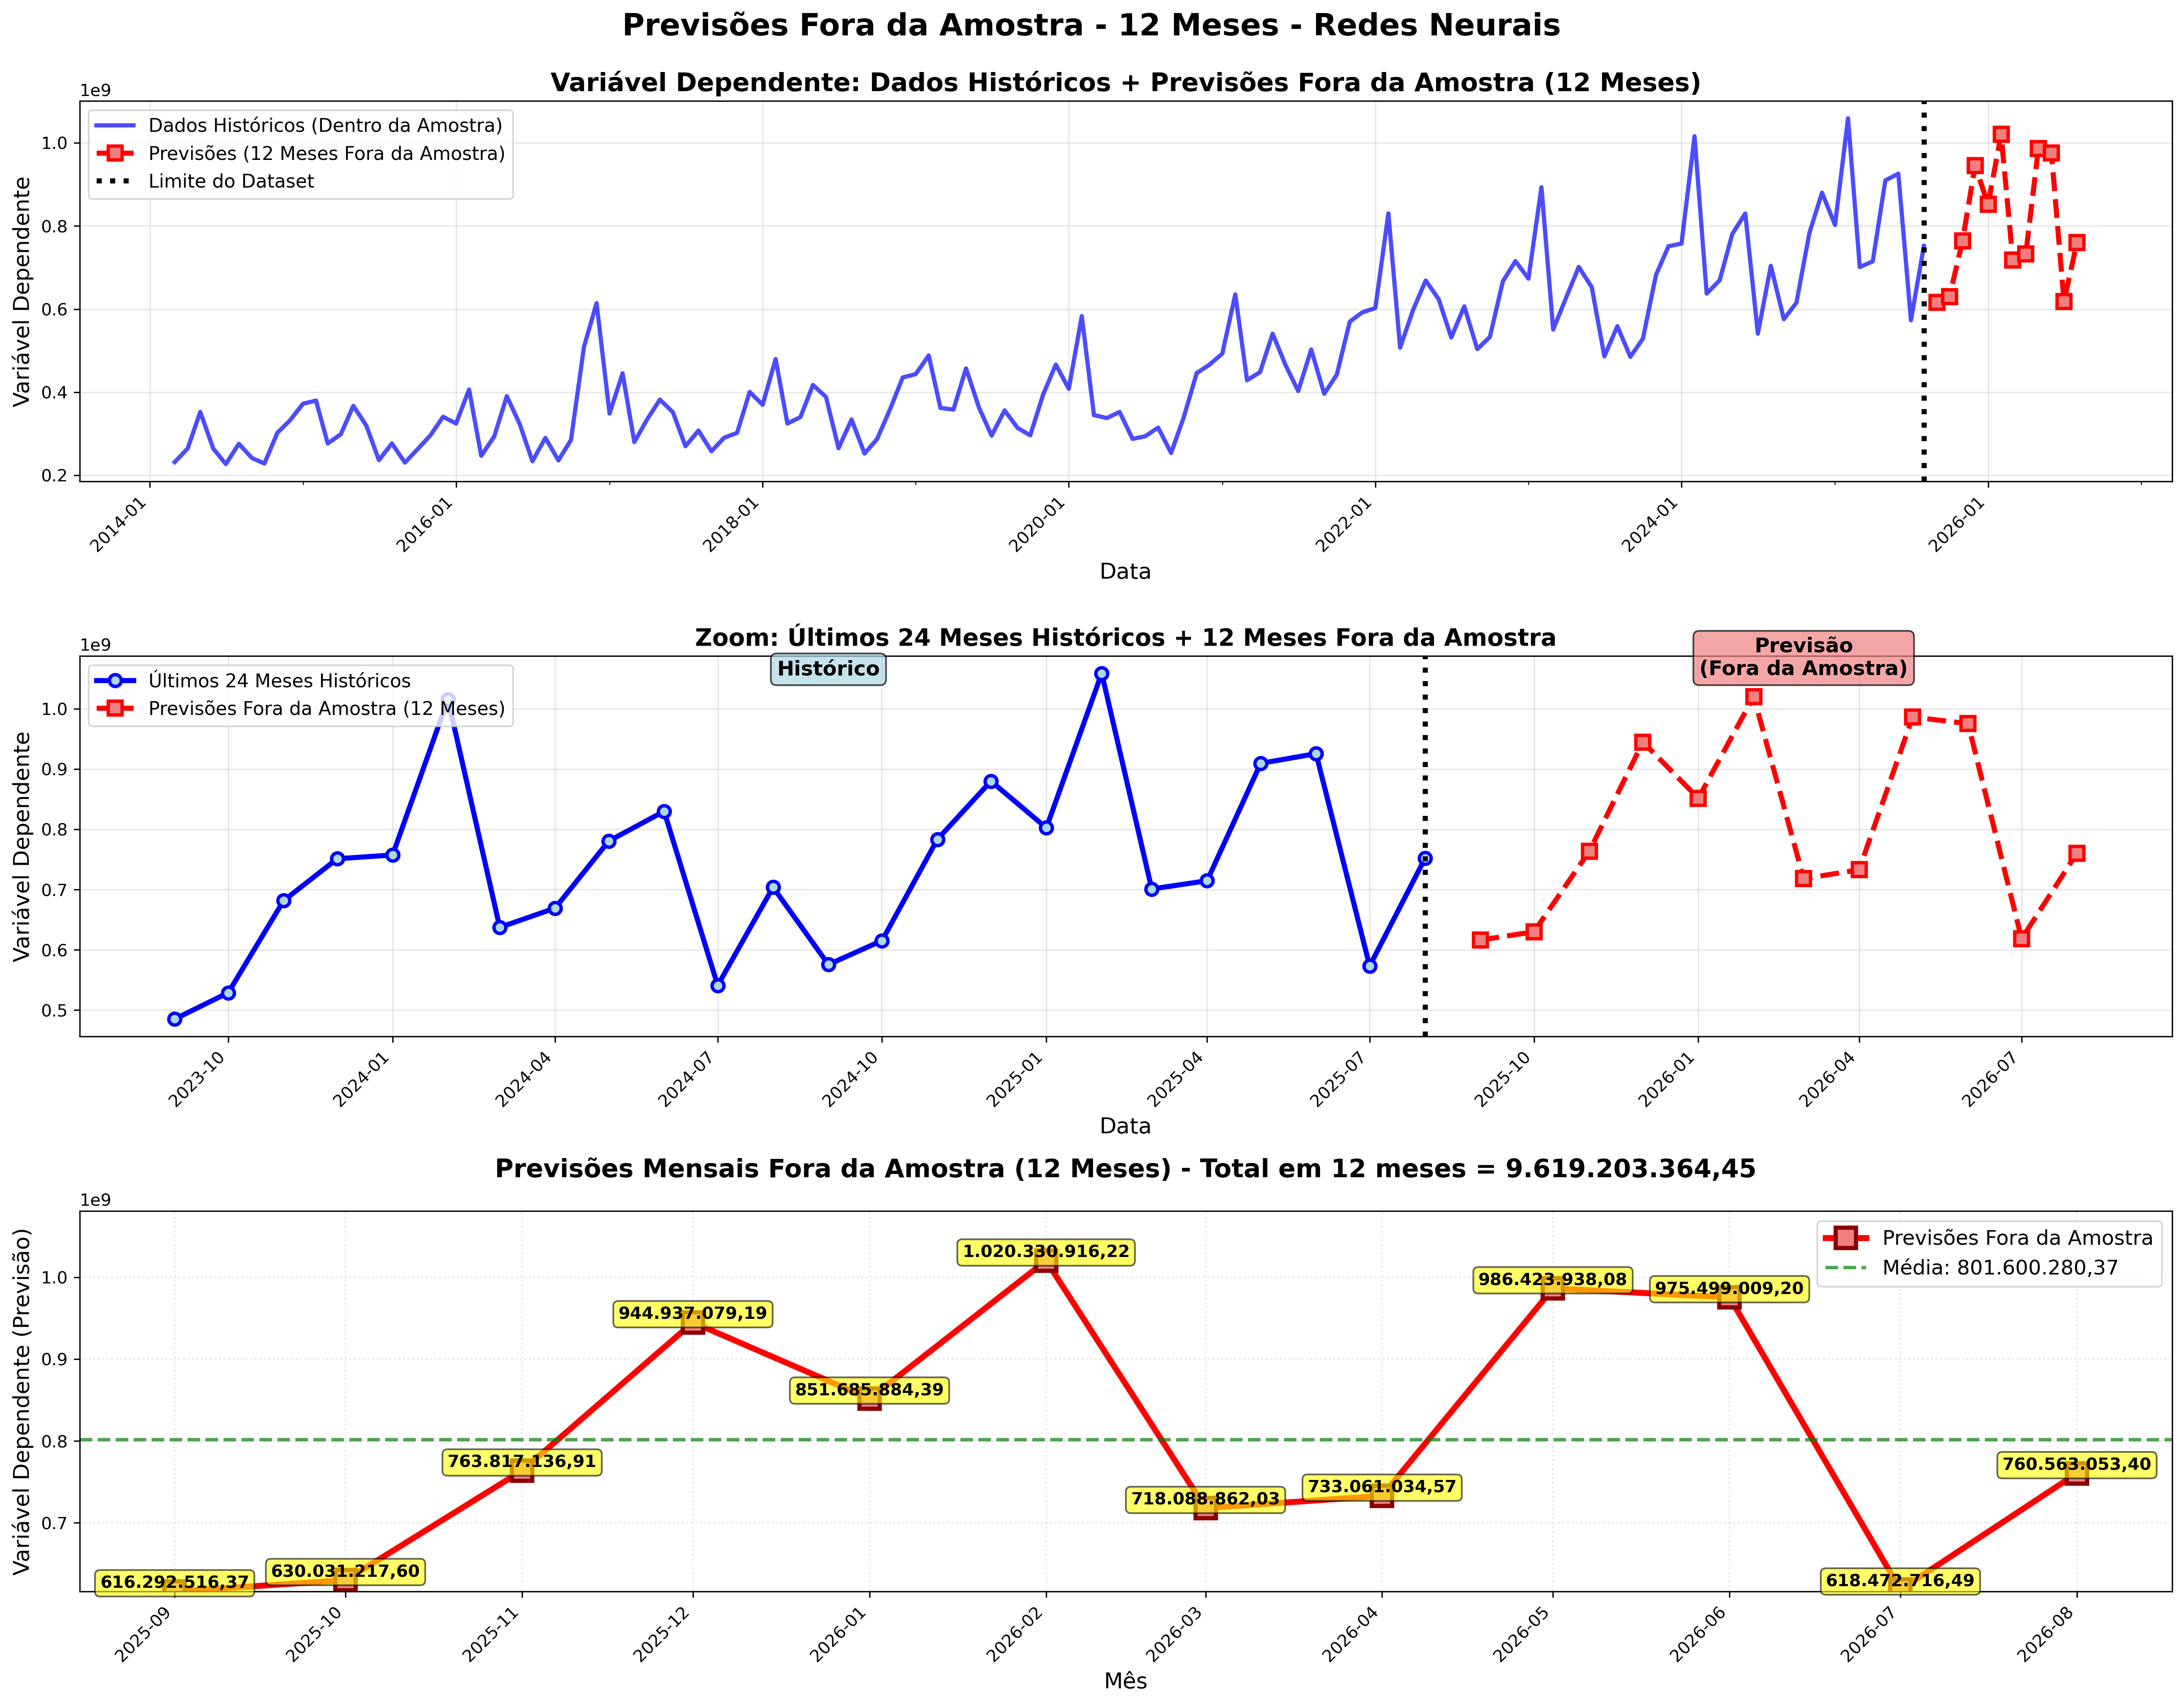 Previsões Fora da Amostra - 12 Meses - Redes Neurais
Variável Dependente: Dados Históricos + Previsões Fora da Amostra (12 Meses)
1e9
Dados Históricos (Dentro da Amostra)
Previsões (12 Meses Fora da Amostra)
Limite do Dataset
Variável Dependente
1.0
0.8
0.6
0.4
0.2
2014-01
2016-01
2018-01
2020-01
2022-01
2024-01
2026-01
Data
Zoom: Últimos 24 Meses Históricos + 12 Meses Fora da Amostra
1e9
Últimos 24 Meses Históricos
Previsões Fora da Amostra (12 Meses)
Histórico
Previsão
(Fora da Amostra)
Variável Dependente
1.0
0.9
0.8
0.7
0.6
0.5
2023-10
2024-01
2024-04
2024-07
2024-10
2025-01
2025-04
2025-07
2025-10
2026-01
2026-04
2026-07
Data
Previsões Mensais Fora da Amostra (12 Meses) - Total em 12 meses = 9.619.203.364,45
1e9
Previsões Fora da Amostra
Média: 801.600.280,37
Variável Dependente (Previsão)
1.0
0.9
0.8
0.7
616.292.516,37
630.031.217,60
763.817.136,91
944.937.079,19
851.685.884,39
1.020.330.916,22
718.088.862,03
733.061.034,57
986.423.938,08
975.499.009,20
618.472.716,49
760.563.053,40
2025-09
2025-10
2025-11
2025-12
2026-01
2026-02
2026-03
2026-04
2026-05
2026-06
2026-07
2026-08
Mês